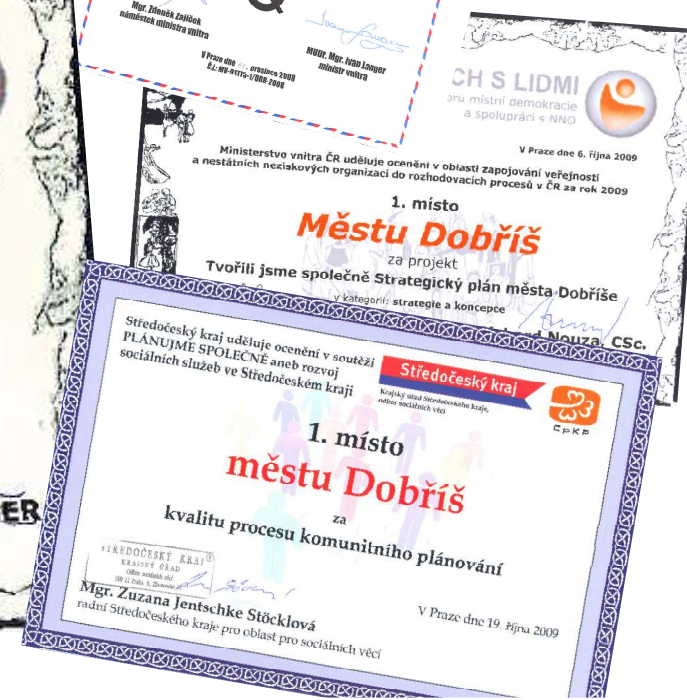 Mgr. Zdeněk Zajíček
náměstek ministra vnitra
MUDr. Mgr. Ivan Langer
ministr vnitra
V Praze dne prosince 2008
CH S LIDMI
oru místní demokracie
a spolupráci s NNO
V Praze dne 6. října 2009
Ministerstvo vnitra ČR uděluje ocenění v oblasti zapojování veřejnosti
a nestátních neziskových organizací do rozhodovacích procesů v ČR za rok 2009
1. místo
Městu Dobříš
za projekt
Tvořili jsme společně Strategický plán města Dobříše
v kategorii: strategie a koncepce
Nouza, CSc.
Středočeský kraj uděluje ocenění v soutěži
PLÁNUJME SPOLEČNĚ aneb rozvoj
sociálních služeb ve Středočeském kraji
Středočeský kraj
Krajský úřad Středočeského kraje,
odbor sociálních věcí
CpKP
1. místo
městu Dobříš
za
kvalitu procesu komunitního plánování
STŘEDOČESKÝ KRAJ
KRAJSKÝ ÚŘAD
Odbor sociálních věcí
Mgr. Zuzana Jentschke Stöcklová
radní Středočeského kraje pro oblast pro sociálních věcí
V Praze dne 19. října 2009
ER